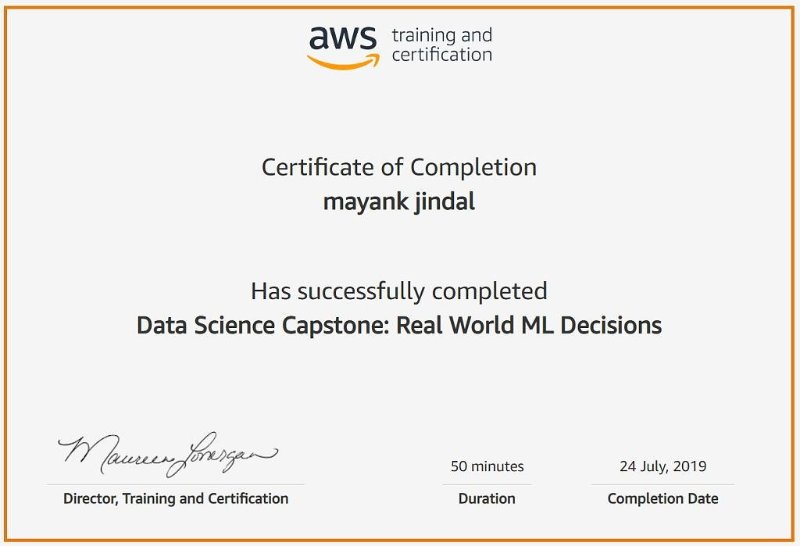 aws training and
certification
Certificate of Completion
mayank jindal
Has successfully completed
Data Science Capstone: Real World ML Decisions
Maureen Lonergan
50 minutes
24 July, 2019
Director, Training and Certification
Duration
Completion Date